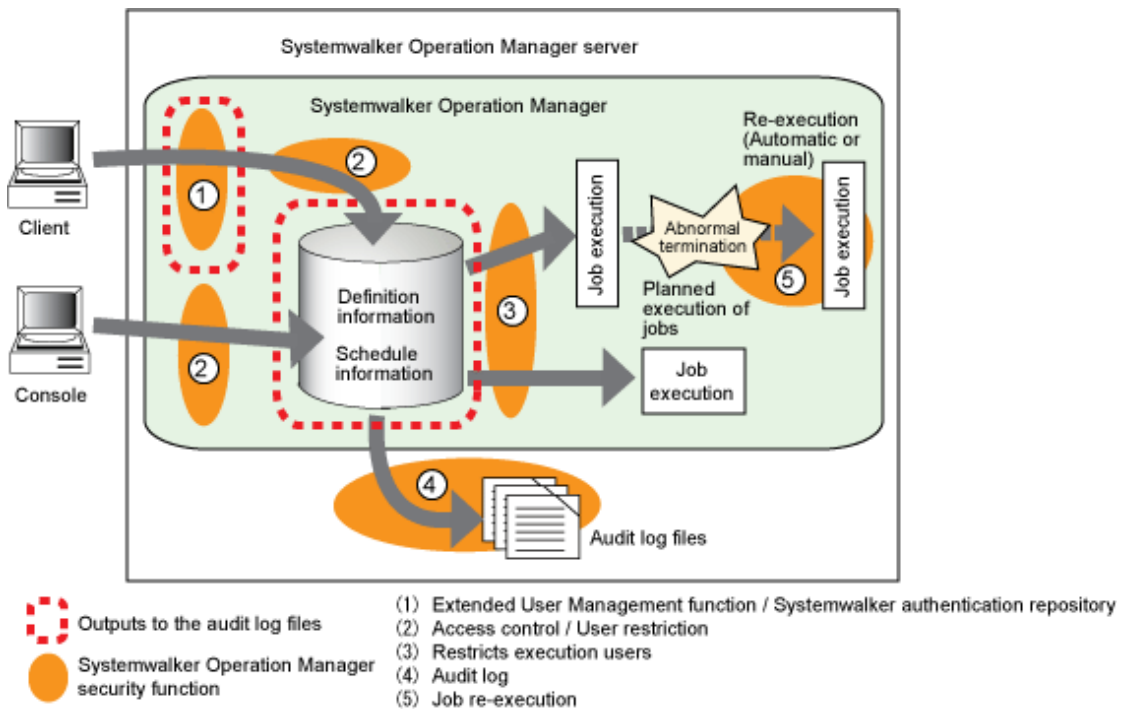 Systemwalker Operation Manager server
Systemwalker Operation Manager
Re-execution
(Automatic or
manual)
Client
Console
1
2
2
3
4
5
Definition
information
Schedule
information
Job execution
Abnormal
termination
Job execution
Planned
execution of
jobs
Job
execution
Audit log files
Outputs to the audit log files
Systemwalker Operation Manager
security function
(1) Extended User Management function / Systemwalker authentication repository
(2) Access control / User restriction
(3) Restricts execution users
(4) Audit log
(5) Job re-execution